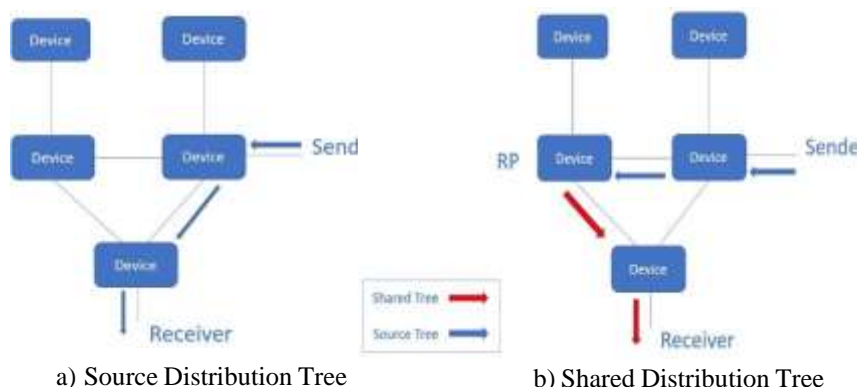 Device
Device
Device
Device
Send
Device
Receiver
Device
Device
RP
Device
Device
Sende
Device
Receiver
Shared Tree
Source Tree
a) Source Distribution Tree
b) Shared Distribution Tree